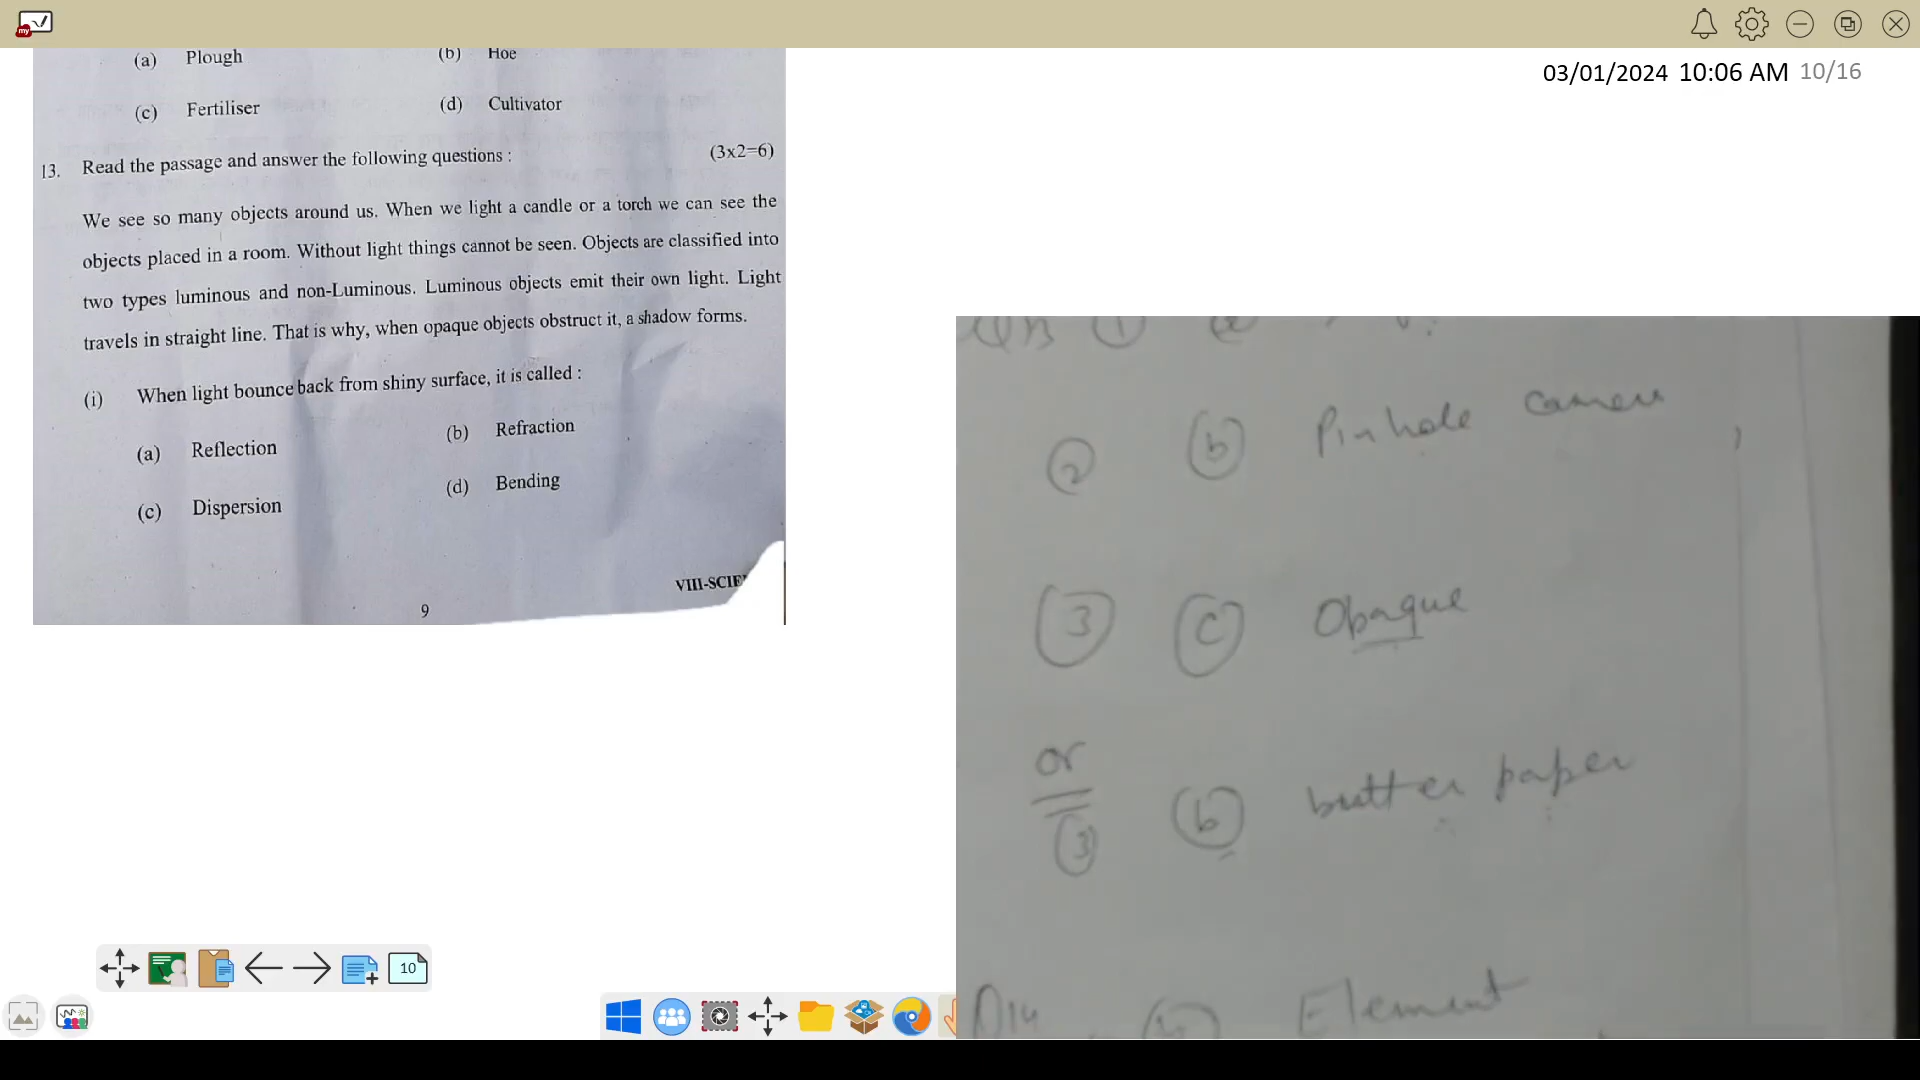 my
03/01/2024 10:06 AM 10/16
(a) Plough (b) Hoe
(c) Fertiliser (d) Cultivator
13. Read the passage and answer the following questions : (3x2=6)
We see so many objects around us. When we light a candle or a torch we can see the
objects placed in a room. Without light things cannot be seen. Objects are classified into
two types luminous and non-Luminous. Luminous objects emit their own light. Light
travels in straight line. That is why, when opaque objects obstruct it, a shadow forms.
(i) When light bounce back from shiny surface, it is called :
(a) Reflection (b) Refraction
(c) Dispersion (d) Bending
VIII-SCIE
9
2 b Pinhole camera
3 C Opaque
or
3 b butter paper
Element
10